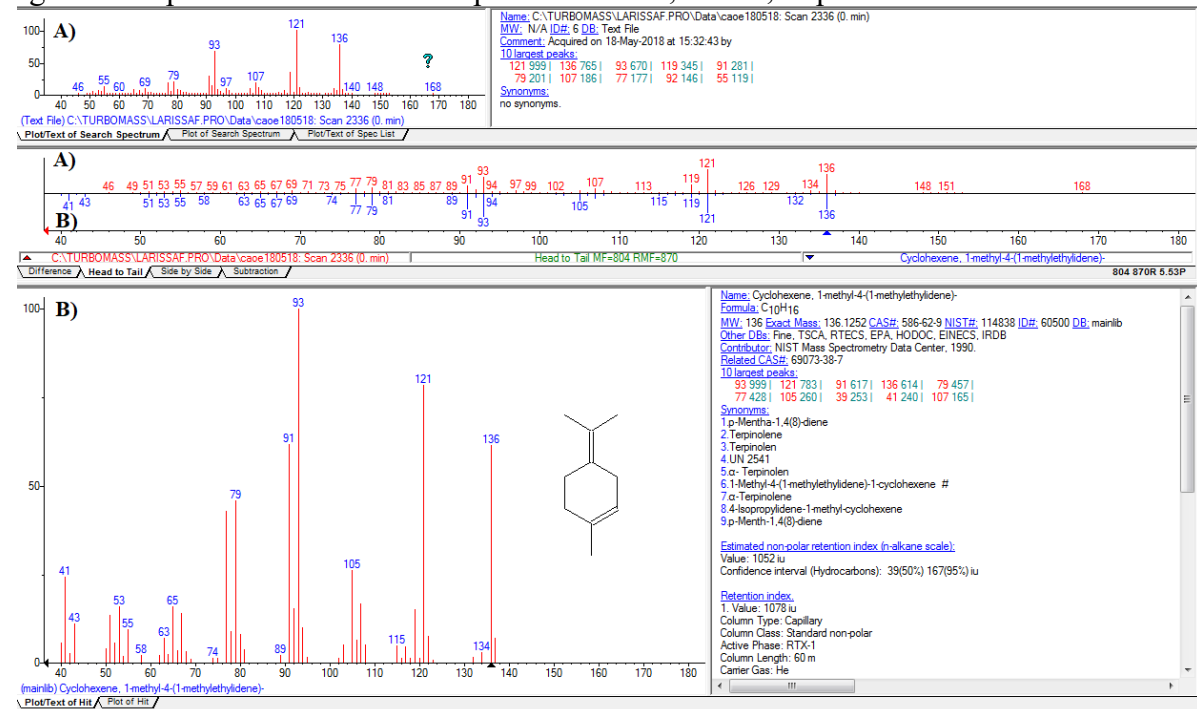 A)
100-
50-
0
46
55
60
69
79
93
97
107
121
136
140
148
168
?
40 50 60 70 80 90 100 110 120 130 140 150 160 170 180
(Text File) C:\TURBOMASS\LARISSAF.PRO\Data\caoe180518: Scan 2336 (0. min)
Plot/Text of Search Spectrum Plot of Search Spectrum Plot/Text of Spec List
Name: C:\TURBOMASS\LARISSAF.PRO\Data\caoe180518: Scan 2336 (0. min)
MW: N/A ID#: 6 DB: Text File
Comment: Acquired on 18-May-2018 at 15:32:43 by
10 largest peaks:
121 999 | 136 765 | 93 670 | 119 345 | 91 281 |
79 201 | 107 186 | 77 177 | 92 146 | 55 119 |
Synonyms:
no synonyms.
A)
46 49 51 53 55 57 59 61 63 65 67 69 71 73 75 77 79 81 83 85 87 89 91 93 94 97 99 102 107 113 119 121 126 129 134 136 148 151 168
41 43 51 53 55 58 63 65 67 69 74 77 79 81 89 91 93 94 105 115 119 121 132 136
B)
40 50 60 70 80 90 100 110 120 130 140 150 160 170 180
C:\TURBOMASS\LARISSAF.PRO\Data\caoe180518: Scan 2336 (0. min) Head to Tail MF=804 RMF=870 Cyclohexene, 1-methyl-4-(1-methylethylidene)-
Difference Head to Tail Side by Side Subtraction 804 870R 5.53P
B)
100-
50-
0
41
43
53
55
58
63
65
74
79
89
91
93
105
115
121
134
136
40 50 60 70 80 90 100 110 120 130 140 150 160 170 180
(mainlib) Cyclohexene, 1-methyl-4-(1-methylethylidene)-
Plot/Text of Hit Plot of Hit
Name: Cyclohexene, 1-methyl-4-(1-methylethylidene)-
Formula: C10H16
MW: 136 Exact Mass: 136.1252 CAS#: 586-62-9 NIST#: 114838 ID#: 60500 DB: mainlib
Other DBs: Fine, TSCA, RTECS, EPA, HODOC, EINECS, IRDB
Contributor: NIST Mass Spectrometry Data Center, 1990.
Related CAS#: 69073-38-7
10 largest peaks:
93 999 | 121 783 | 91 617 | 136 614 | 79 457 |
77 428 | 105 260 | 39 253 | 41 240 | 107 165 |
Synonyms:
1.p-Mentha-1,4(8)-diene
2.Terpinolene
3.Terpinolen
4.UN 2541
5.α- Terpinolen
6.1-Methyl-4-(1-methylethylidene)-1-cyclohexene #
7.α-Terpinolene
8.4-Isopropylidene-1-methyl-cyclohexene
9.p-Menth-1,4(8)-diene
Estimated non-polar retention index (n-alkane scale):
Value: 1052 iu
Confidence interval (Hydrocarbons): 39(50%) 167(95%) iu
Retention index.
1. Value: 1078 iu
Column Type: Capillary
Column Class: Standard non-polar
Active Phase: RTX-1
Column Length: 60 m
Carrier Gas: He